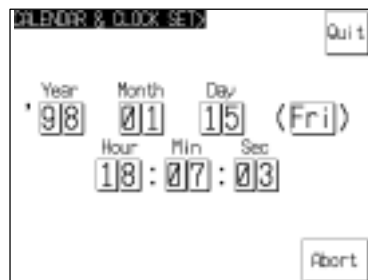 CALENDAR & CLOCK SET>
Quit
Year Month Day
'98 01 15 (Fri)
Hour Min Sec
18:07:03
Abort